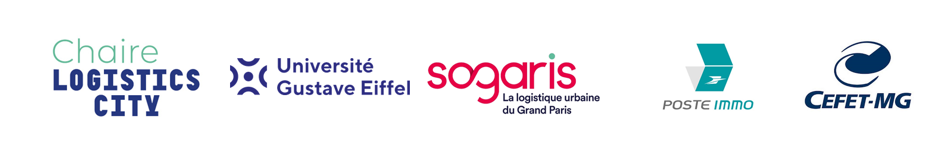 Chaire
LOGISTICS
CITY
Université
Gustave Eiffel
sogaris
La logistique urbaine
du Grand Paris
POSTE IMMO
CEFET-MG